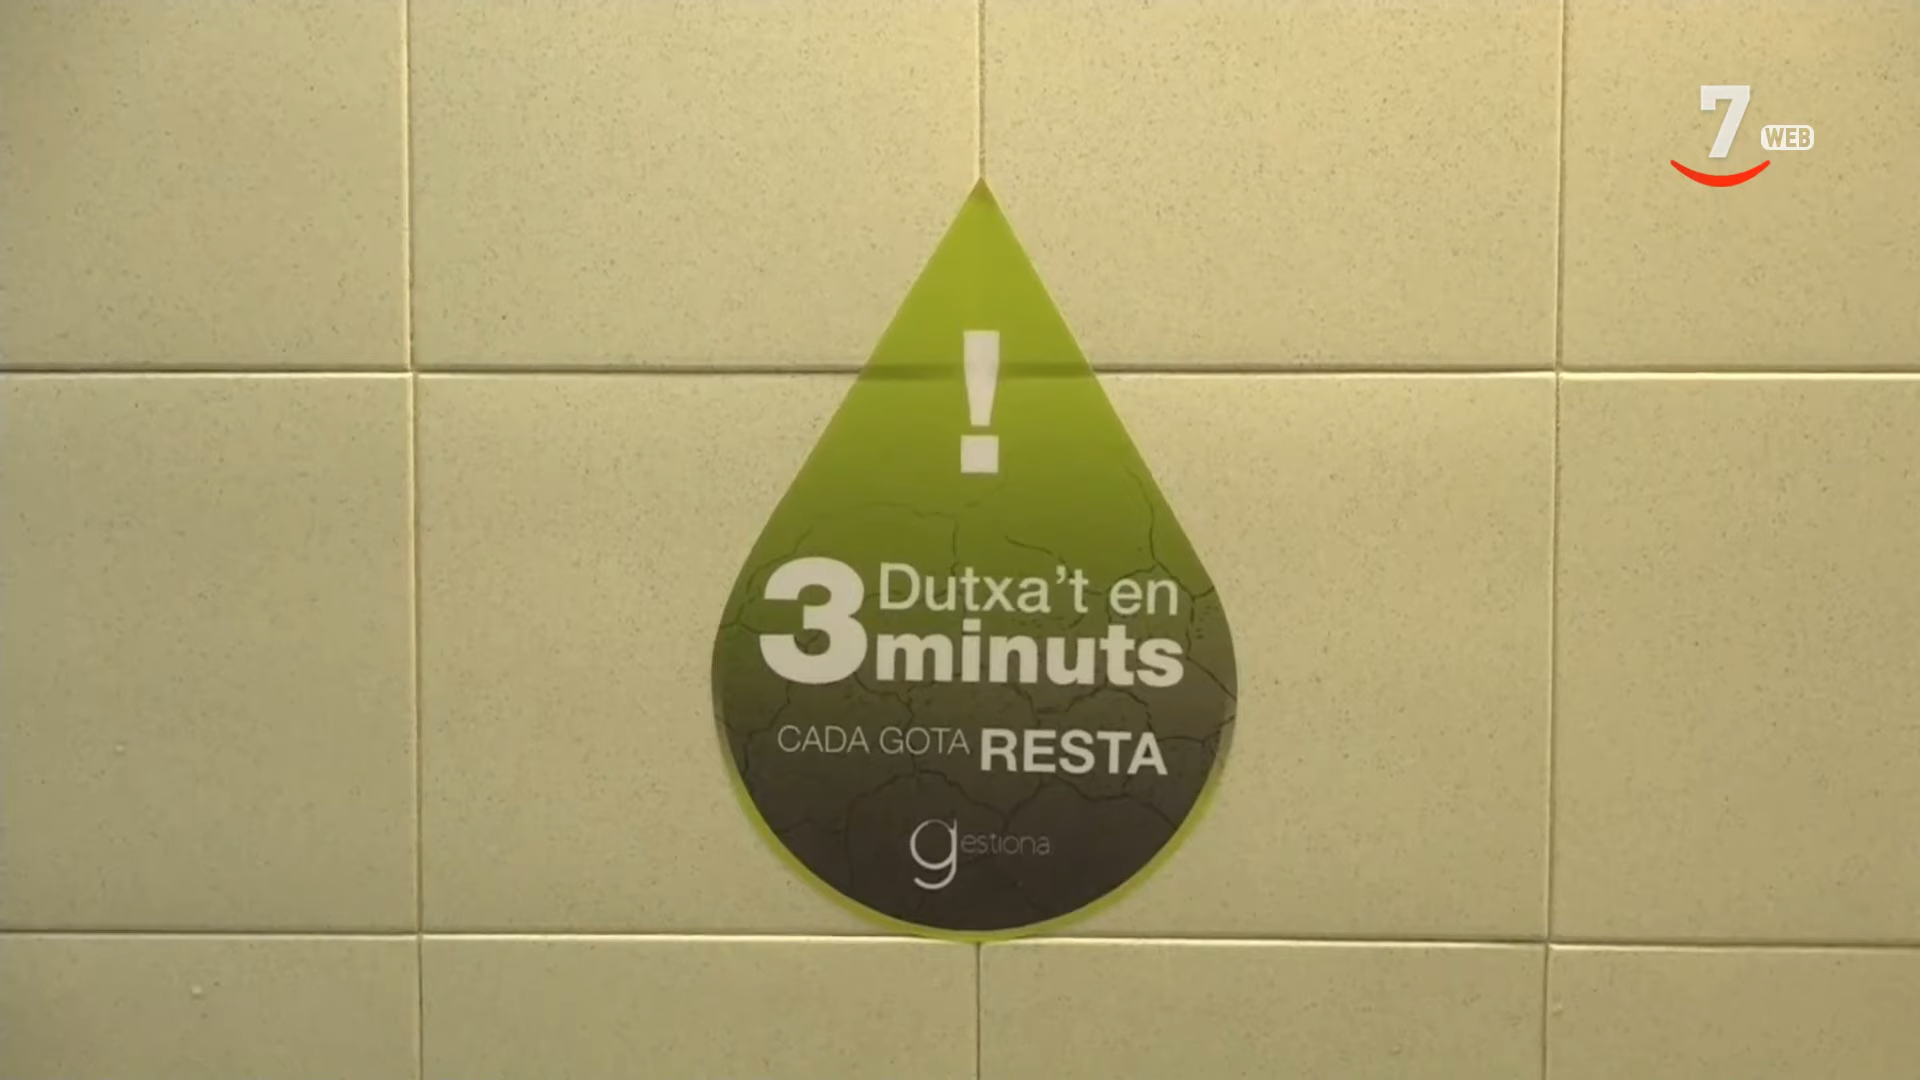 7 WEB
!
3 Dutxa't en
minuts
CADA GOTA RESTA
gestiona